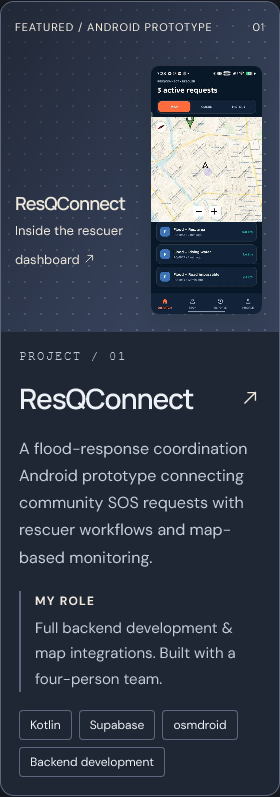 FEATURED / ANDROID PROTOTYPE
01
3 active requests
ResQConnect
Inside the rescuer
dashboard ↗
PROJECT / 01
ResQConnect
A flood-response coordination
Android prototype connecting
community SOS requests with
rescuer workflows and map-
based monitoring.
MY ROLE
Full backend development &
map integrations. Built with a
four-person team.
Kotlin
Supabase
osmdroid
Backend development